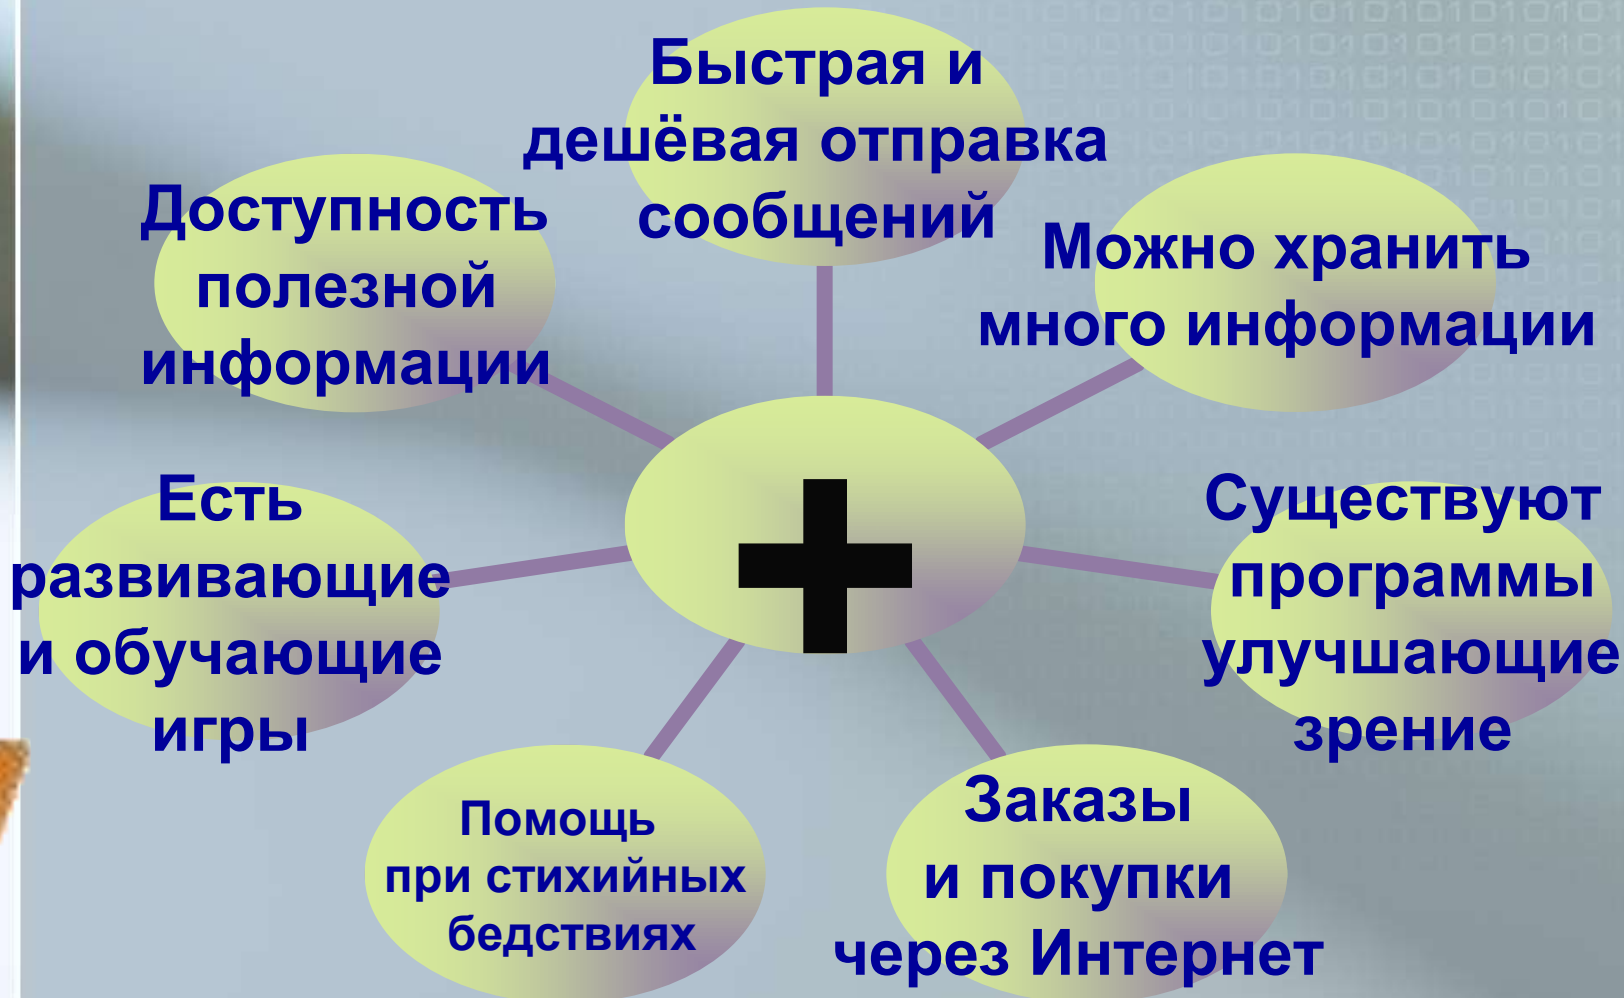 Быстрая и
дешёвая отправка
сообщений
Доступность
полезной
информации
Можно хранить
много информации
Есть
развивающие
и обучающие
игры
+
Существуют
программы
улучшающие
зрение
Помощь
при стихийных
бедствиях
Заказы
и покупки
через Интернет